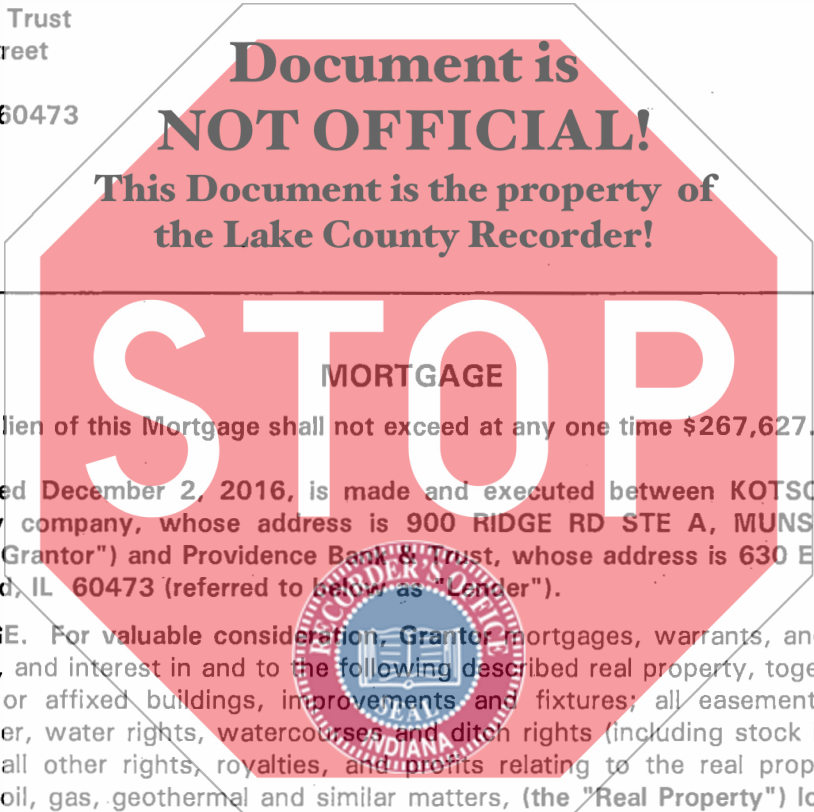 Trust
reet
60473
Document is
NOT OFFICIAL!
This Document is the property of
the Lake County Recorder!
STOP
MORTGAGE
lien of this Mortgage shall not exceed at any one time $267,627.
ed December 2, 2016, is made and executed between KOTSO
company, whose address is 900 RIDGE RD STE A, MUNS
Grantor") and Providence Bank & Trust, whose address is 630 E
d, IL 60473 (referred to below as "Lender").
GE. For valuable consideration, Grantor mortgages, warrants, an
, and interest in and to the following described real property, toge
or affixed buildings, improvements and fixtures; all easement
er, water rights, watercourses and ditch rights (including stock
all other rights, royalties, and profits relating to the real prop
oil, gas, geothermal and similar matters, (the "Real Property") lo
RECORDER'S OFFICE
SEAL
INDIANA